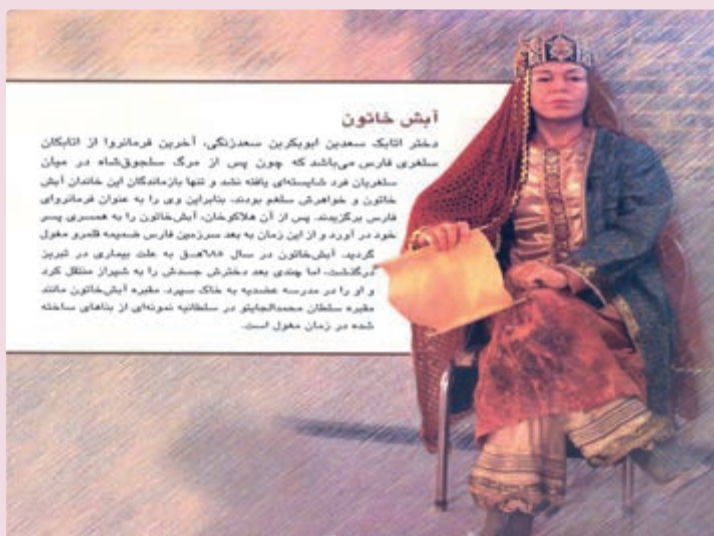 آبش خاتون
دختر اتابک سعدبن ابوبکربن سعدزنگی، آخرین فرمانروا از اتابکان
سلغری فارس می‌باشد که چون پس از مرگ سلجوق‌شاه در میان
سلغریان فرد شایسته‌ای یافته نشد و تنها بازماندگان این خاندان آبش
خاتون و خواهرش سلغم بودند، بنابراین وی را به عنوان فرمانروای
فارس برگزیدند. پس از آن هلاکوخان، آبش‌خاتون را به همسری پسر
خود در آورد و از این زمان به بعد سرزمین فارس ضمیمه قلمرو مغول
گردید. آبش‌خاتون در سال ۶۸۵هـ.ق به علت بیماری در تبریز
درگذشت، اما چندی بعد دخترش جسدش را به شیراز منتقل کرد
و او را در مدرسه عضدیه به خاک سپرد. مقبره آبش‌خاتون مانند
مقبره سلطان محمدالجایتو در سلطانیه نمونه‌ای از بناهای ساخته
شده در زمان مغول است.